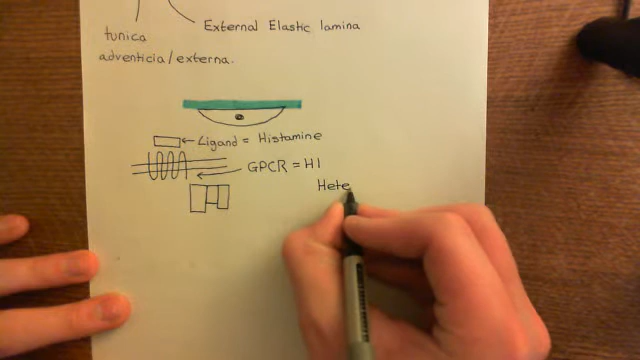 External Elastic lamina
tunica
adventicia/externa.
Ligand = Histamine
GPCR = H1
Hete